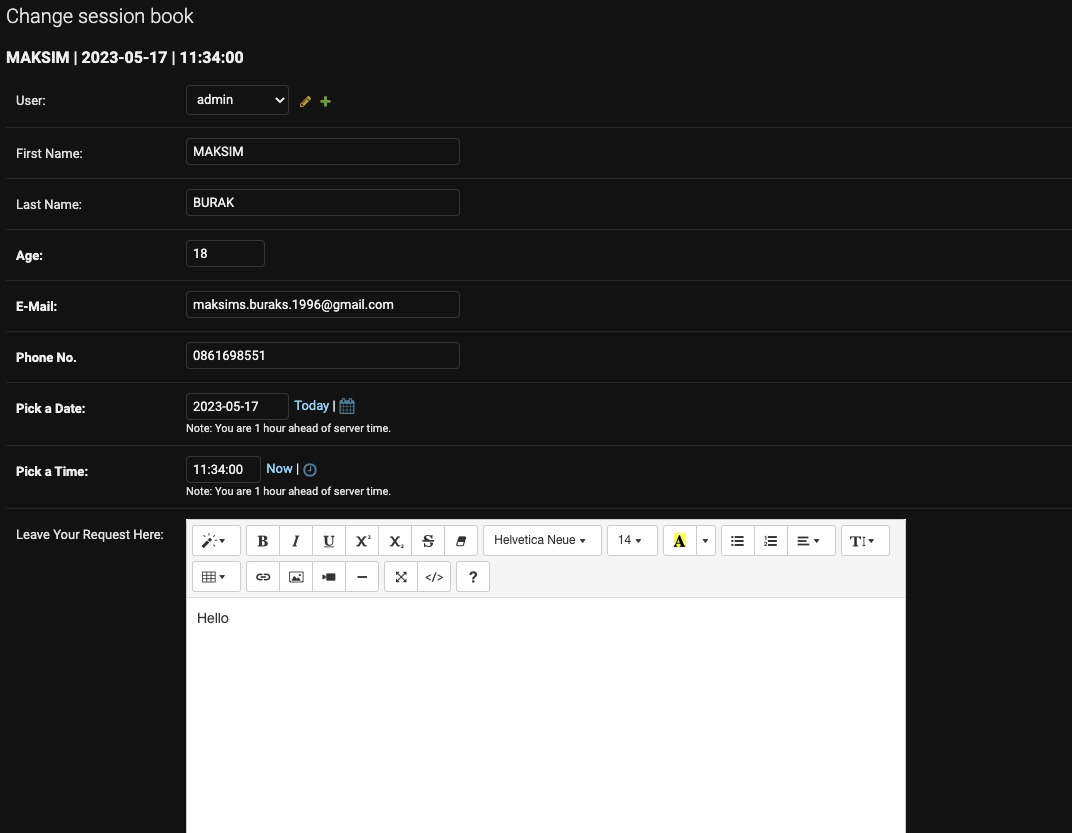 Change session book
MAKSIM | 2023-05-17 | 11:34:00
User: admin
First Name: MAKSIM
Last Name: BURAK
Age: 18
E-Mail: maksims.buraks.1996@gmail.com
Phone No. 0861698551
Pick a Date: 2023-05-17 Today |
Note: You are 1 hour ahead of server time.
Pick a Time: 11:34:00 Now |
Note: You are 1 hour ahead of server time.
Leave Your Request Here:
B I U X² X₂ S Helvetica Neue 14 A T
</> ?
Hello